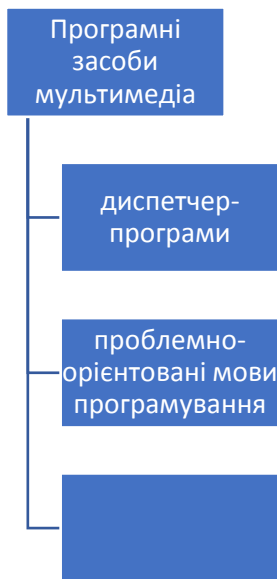 Програмні
засоби
мультимедіа
диспетчер-
програми
проблемно-
орієнтовані мови
програмування